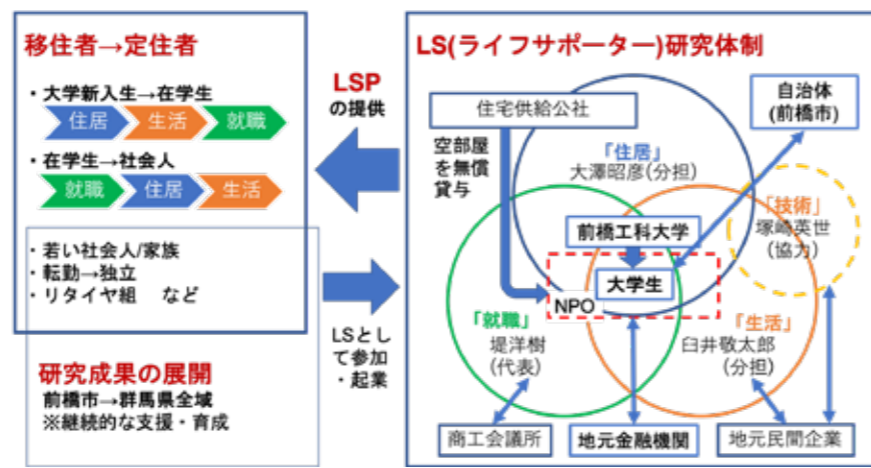 移住者→定住者
・大学新入生→在学生
住居 生活 就職
・在学生→社会人
就職 住居 生活
・若い社会人/家族
・転勤→独立
・リタイヤ組 など
研究成果の展開
前橋市→群馬県全域
※継続的な支援・育成
LSP
の提供
LSとし
て参加
・起業
LS(ライフサポーター)研究体制
住宅供給公社
自治体
(前橋市)
空部屋
を無償
貸与
「住居」
大澤昭彦(分担)
「技術」
塚崎英世
(協力)
前橋工科大学
大学生
NPO
「就職」
堤洋樹
(代表)
「生活」
臼井敬太郎
(分担)
商工会議所
地元金融機関
地元民間企業